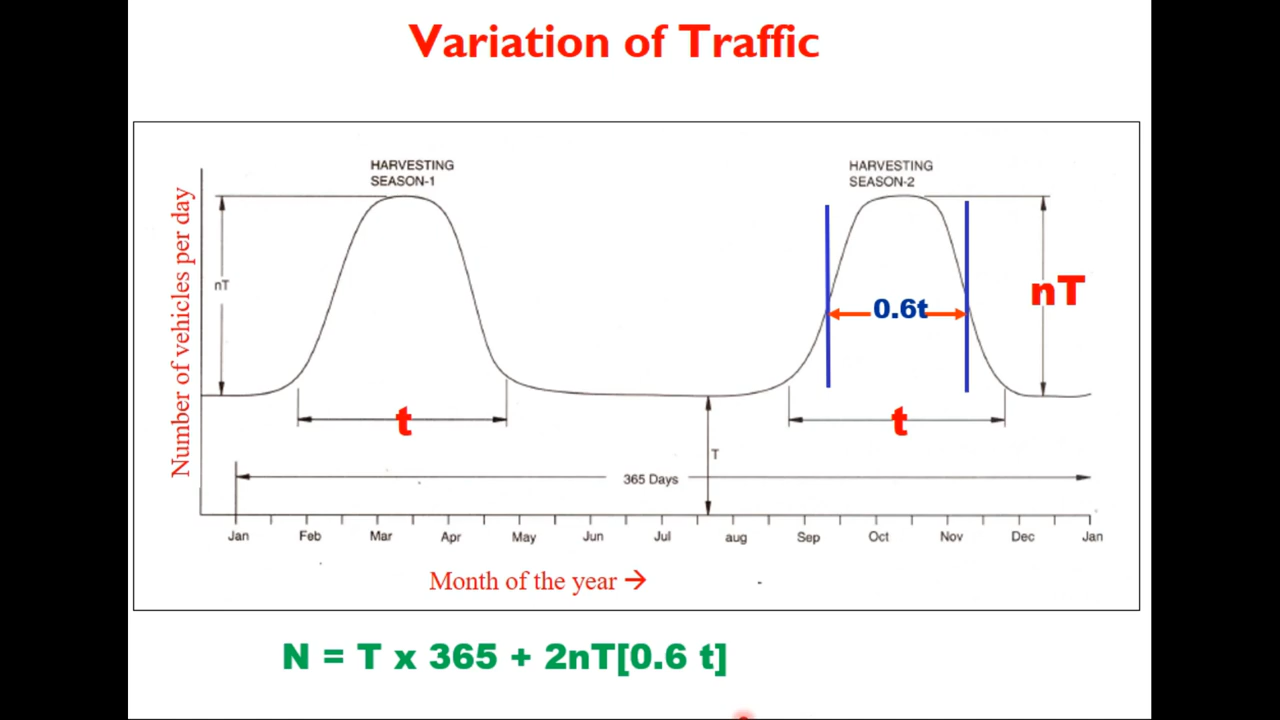 Variation of Traffic
HARVESTING
SEASON-1
HARVESTING
SEASON-2
Number of vehicles per day
nT
nT
0.6t
t
t
T
365 Days
Jan Feb Mar Apr May Jun Jul aug Sep Oct Nov Dec Jan
Month of the year →
N = T x 365 + 2nT[0.6 t]